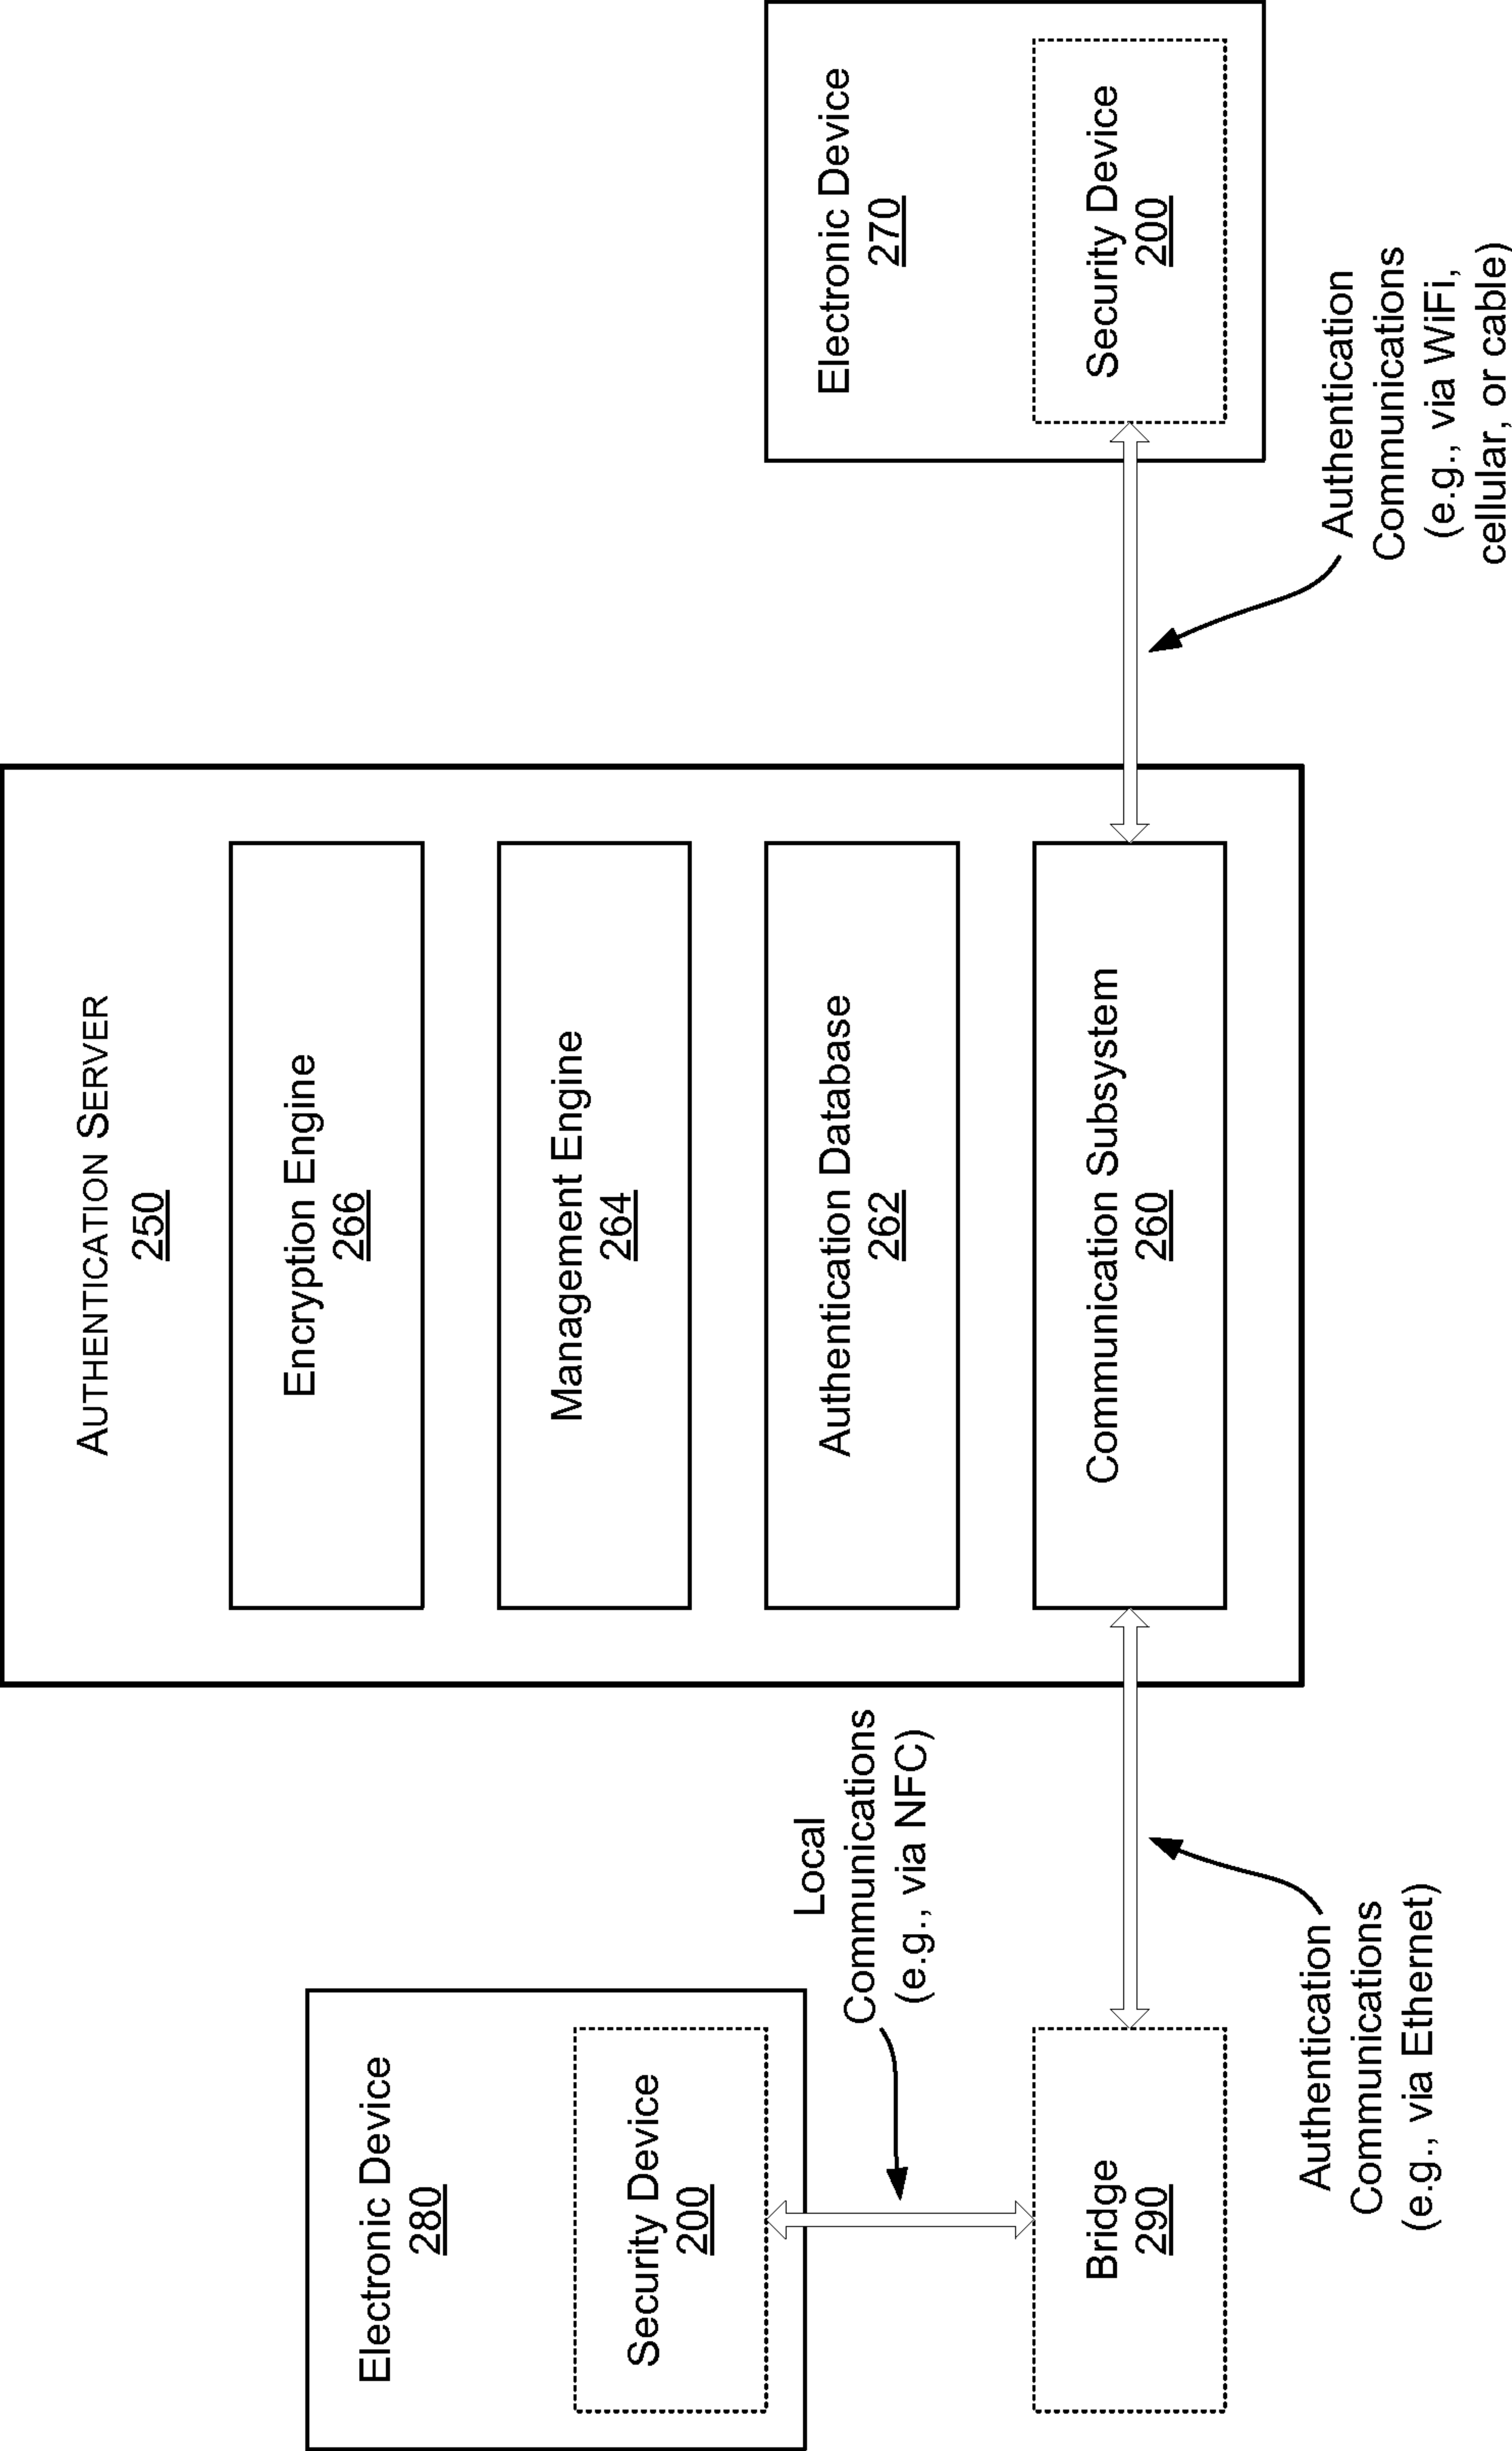 AUTHENTICATION SERVER
250
Encryption Engine
266
Management Engine
264
Authentication Database
262
Communication Subsystem
260
Electronic Device
280
Security Device
200
Local
Communications
(e.g., via NFC)
Bridge
290
Authentication
Communications
(e.g., via Ethernet)
Electronic Device
270
Security Device
200
Authentication
Communications
(e.g., via WiFi,
cellular, or cable)